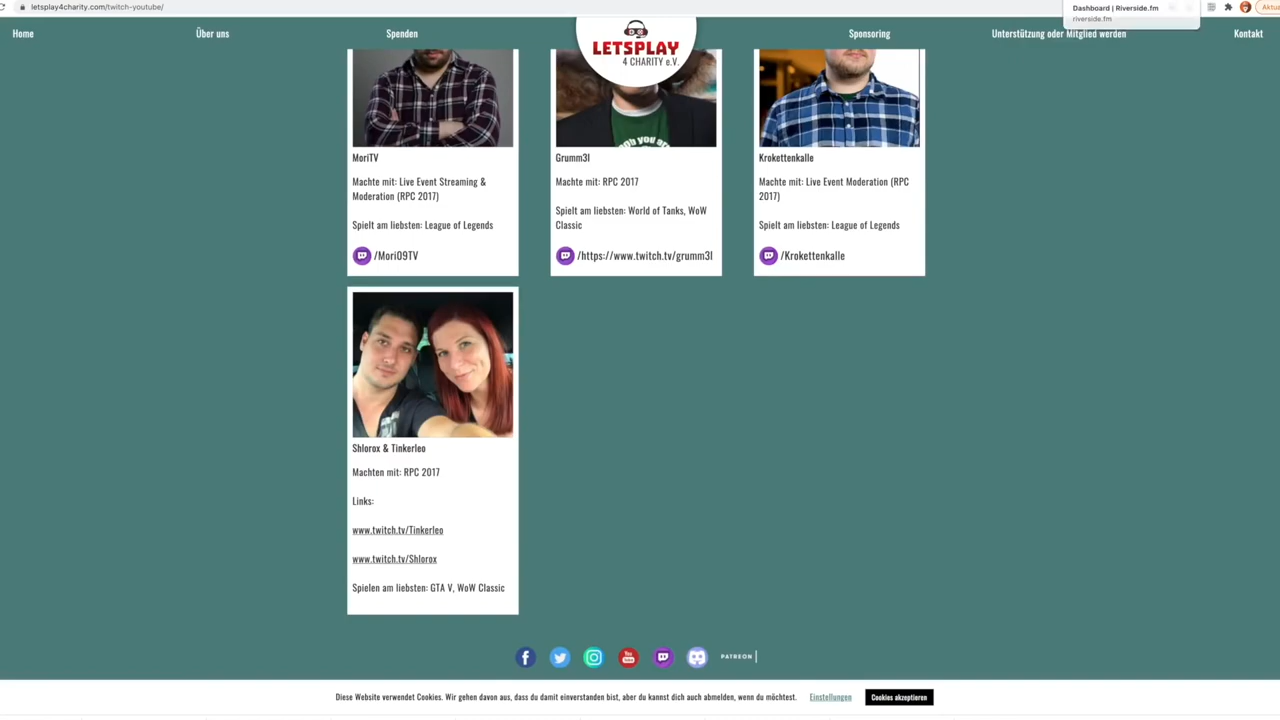 letsplay4charity.com/twitch-youtube/
Dashboard | Riverside.fm
riverside.fm
Home
Über uns
Spenden
LETSPLAY
4 CHARITY e.V.
Sponsoring
Unterstützung oder Mitglied werden
Kontakt
MoriTV
Machte mit: Live Event Streaming &
Moderation (RPC 2017)
Spielt am liebsten: League of Legends
/Mori09TV
Grumm3l
Machte mit: RPC 2017
Spielt am liebsten: World of Tanks, WoW
Classic
/https://www.twitch.tv/grumm3l
Krokettenkalle
Machte mit: Live Event Moderation (RPC
2017)
Spielt am liebsten: League of Legends
/Krokettenkalle
Shlorox & Tinkerleo
Machten mit: RPC 2017
Links:
www.twitch.tv/Tinkerleo
www.twitch.tv/Shlorox
Spielen am liebsten: GTA V, WoW Classic
PATREON
Diese Website verwendet Cookies. Wir gehen davon aus, dass du damit einverstanden bist, aber du kannst dich auch abmelden, wenn du möchtest.
Einstellungen
Cookies akzeptieren